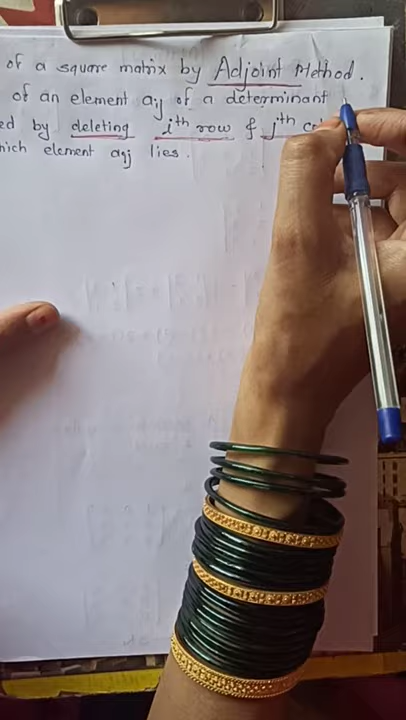 of a square matrix by Adjoint Method.
of an element aij of a determinant
ed by deleting ith row & jth
hich element aij lies.